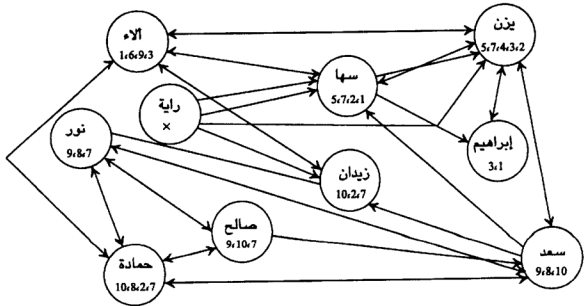 آلاء
1،6،9،3
يزن
5،7،4،3،2
سها
5،7،2،1
راية
×
نور
9،8،7
إبراهيم
3،1
زيدان
10،2،7
صالح
9،10،7
سعد
9،8،10
حمادة
10،8،2،7